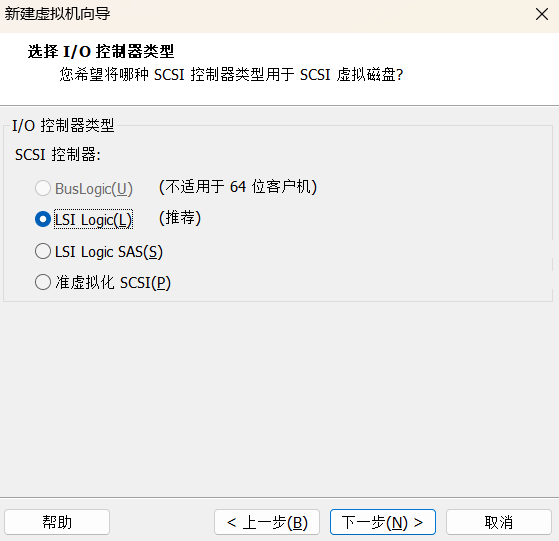 新建虚拟机向导
选择 I/O 控制器类型
您希望将哪种 SCSI 控制器类型用于 SCSI 虚拟磁盘?
I/O 控制器类型
SCSI 控制器:
BusLogic(U) (不适用于 64 位客户机)
LSI Logic(L) (推荐)
LSI Logic SAS(S)
准虚拟化 SCSI(P)
帮助 < 上一步(B) 下一步(N) > 取消